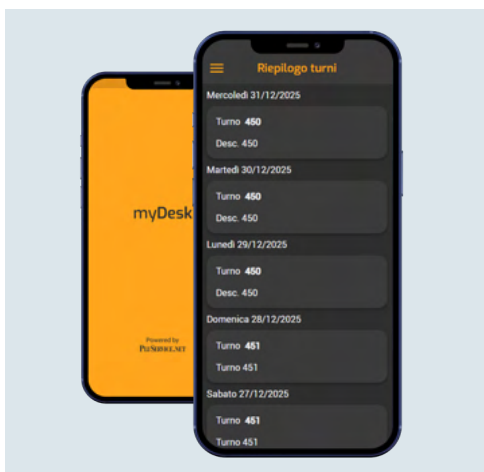 myDesk
Powered by
PeeService.net
Riepilogo turni
Mercoledì 31/12/2025
Turno 450
Desc. 450
Martedì 30/12/2025
Turno 450
Desc. 450
Lunedì 29/12/2025
Turno 450
Desc. 450
Domenica 28/12/2025
Turno 451
Turno 451
Sabato 27/12/2025
Turno 451
Turno 451